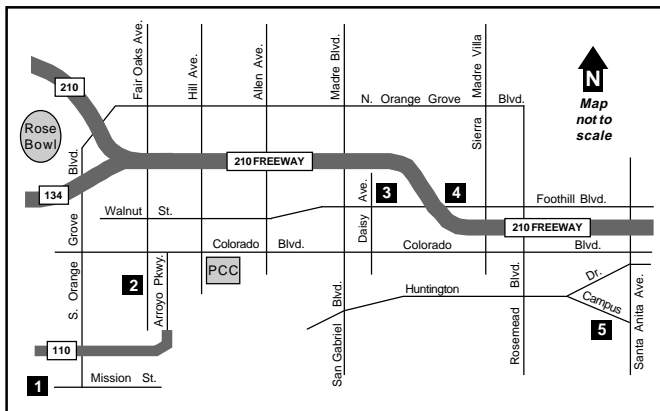 Fair Oaks Ave.
Hill Ave.
Allen Ave.
Madre Blvd.
Sierra Madre Villa
N
Map
not to
scale
210
N. Orange Grove Blvd.
Rose
Bowl
210 FREEWAY
134
3
4
Walnut St.
Foothill Blvd.
Daisy Ave.
210 FREEWAY
S. Orange Grove Blvd.
Colorado Blvd.
Colorado Blvd.
PCC
2
Arroyo Pkwy.
Huntington Dr.
Campus
5
San Gabriel Blvd.
Rosemead Blvd.
Santa Anita Ave.
110
1
Mission St.